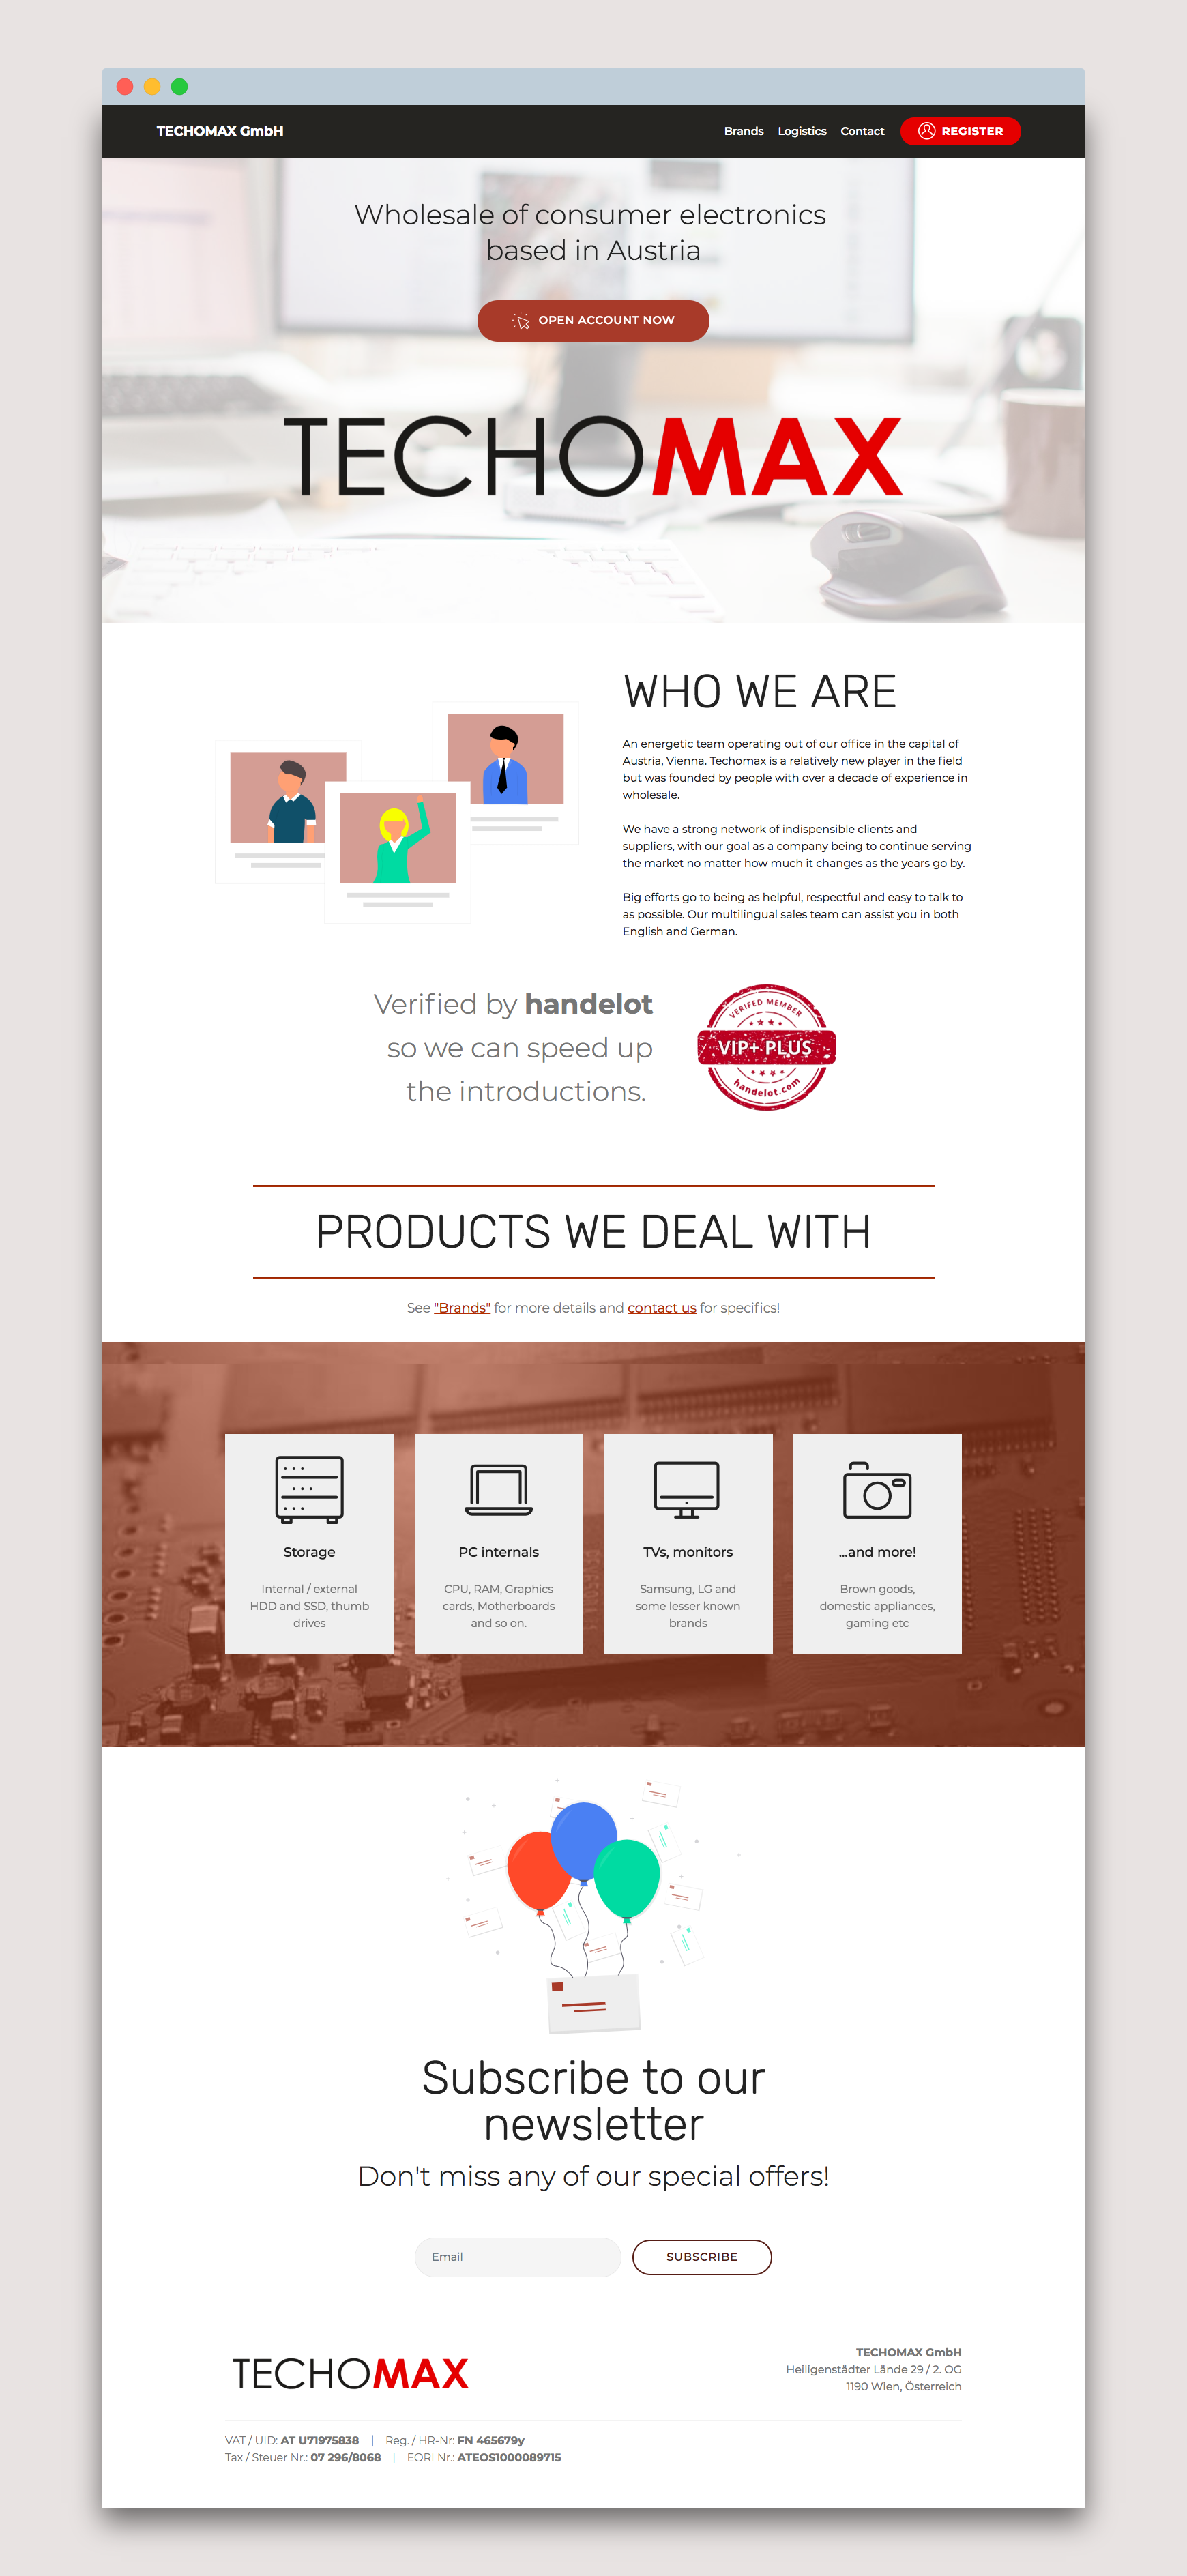 TECHOMAX GmbH
Brands Logistics Contact REGISTER
Wholesale of consumer electronics
based in Austria
OPEN ACCOUNT NOW
TECHOMAX
WHO WE ARE
An energetic team operating out of our office in the capital of
Austria, Vienna. Techomax is a relatively new player in the field
but was founded by people with over a decade of experience in
wholesale.
We have a strong network of indispensible clients and
suppliers, with our goal as a company being to continue serving
the market no matter how much it changes as the years go by.
Big efforts go to being as helpful, respectful and easy to talk to
as possible. Our multilingual sales team can assist you in both
English and German.
Verified by handelot
so we can speed up
the introductions.
VERIFED MEMBER
VIP+ PLUS
handelot.com
PRODUCTS WE DEAL WITH
See "Brands" for more details and contact us for specifics!
Storage
Internal / external
HDD and SSD, thumb
drives
PC internals
CPU, RAM, Graphics
cards, Motherboards
and so on.
TVs, monitors
Samsung, LG and
some lesser known
brands
...and more!
Brown goods,
domestic appliances,
gaming etc
Subscribe to our
newsletter
Don't miss any of our special offers!
Email
SUBSCRIBE
TECHOMAX
TECHOMAX GmbH
Heiligenstädter Lände 29 / 2. OG
1190 Wien, Österreich
VAT / UID: AT U71975838 | Reg. / HR-Nr: FN 465679y
Tax / Steuer Nr.: 07 296/8068 | EORI Nr.: ATEOS1000089715